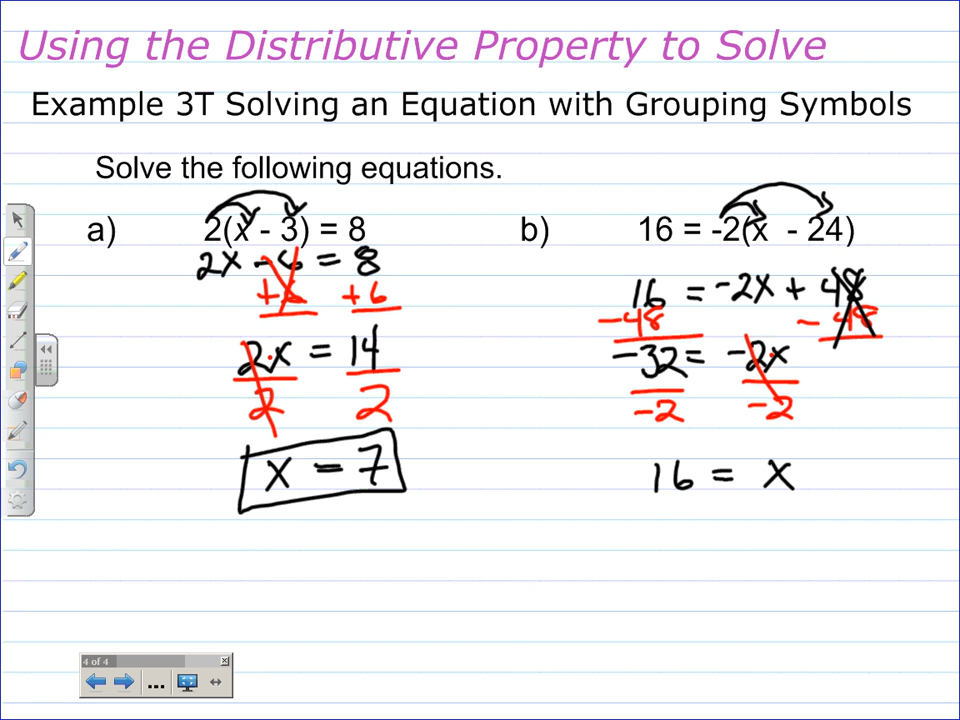 Using the Distributive Property to Solve
Example 3T Solving an Equation with Grouping Symbols
Solve the following equations.
a) 2(x - 3) = 8
2x - 6 = 8
+6 +6
2x = 14
2 2
x = 7
b) 16 = -2(x - 24)
16 = -2x + 48
-48 - 48
-32 = -2x
-2 -2
16 = x
4 of 4